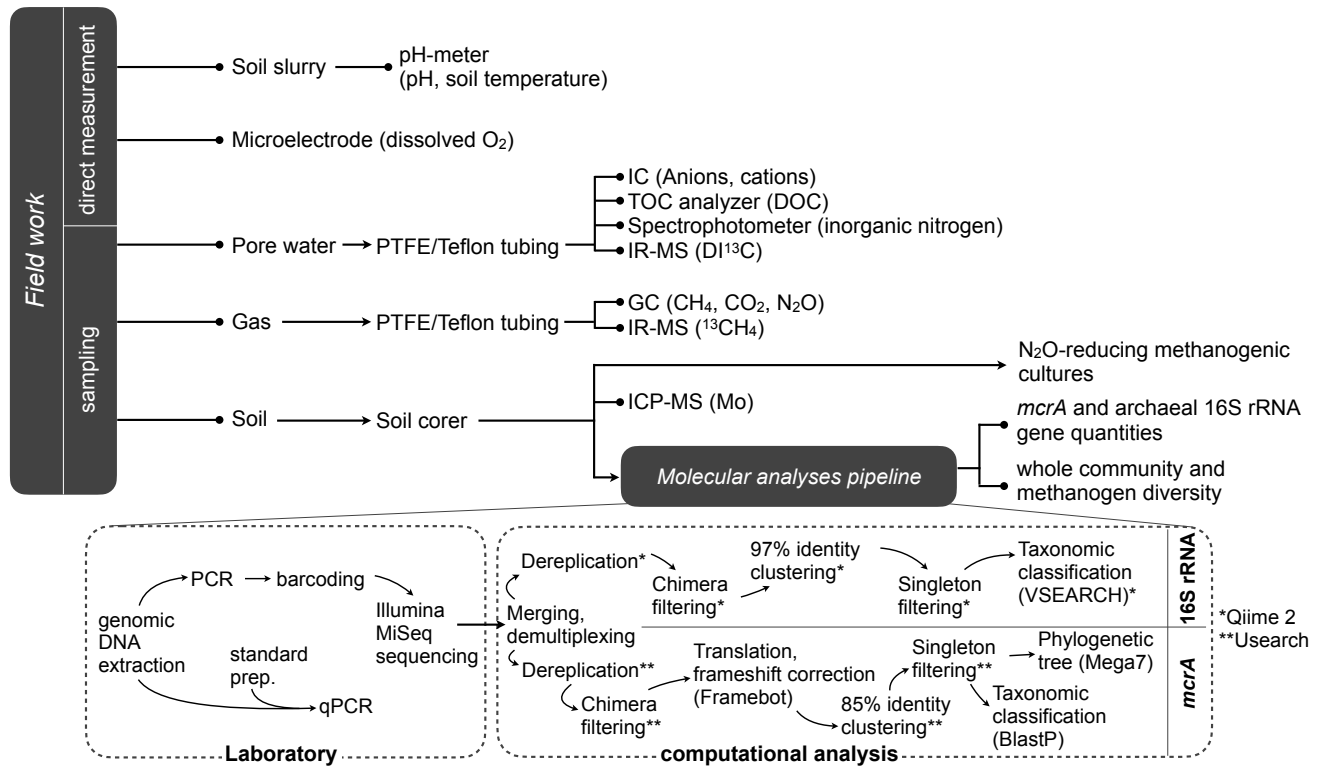 Field work
direct measurement
sampling
Soil slurry
pH-meter
(pH, soil temperature)
Microelectrode (dissolved O₂)
Pore water
PTFE/Teflon tubing
IC (Anions, cations)
TOC analyzer (DOC)
Spectrophotometer (inorganic nitrogen)
IR-MS (DI¹³C)
Gas
PTFE/Teflon tubing
GC (CH₄, CO₂, N₂O)
IR-MS (¹³CH₄)
Soil
Soil corer
N₂O-reducing methanogenic
cultures
ICP-MS (Mo)
Molecular analyses pipeline
mcrA and archaeal 16S rRNA
gene quantities
whole community and
methanogen diversity
genomic
DNA
extraction
PCR
barcoding
standard
prep.
qPCR
Illumina
MiSeq
sequencing
Laboratory
Merging,
demultiplexing
Dereplication*
Chimera
filtering*
97% identity
clustering*
Singleton
filtering*
Taxonomic
classification
(VSEARCH)*
16S rRNA
Dereplication**
Chimera
filtering**
Translation,
frameshift correction
(Framebot)
85% identity
clustering**
Singleton
filtering**
Phylogenetic
tree (Mega7)
Taxonomic
classification
(BlastP)
mcrA
computational analysis
*Qiime 2
**Usearch